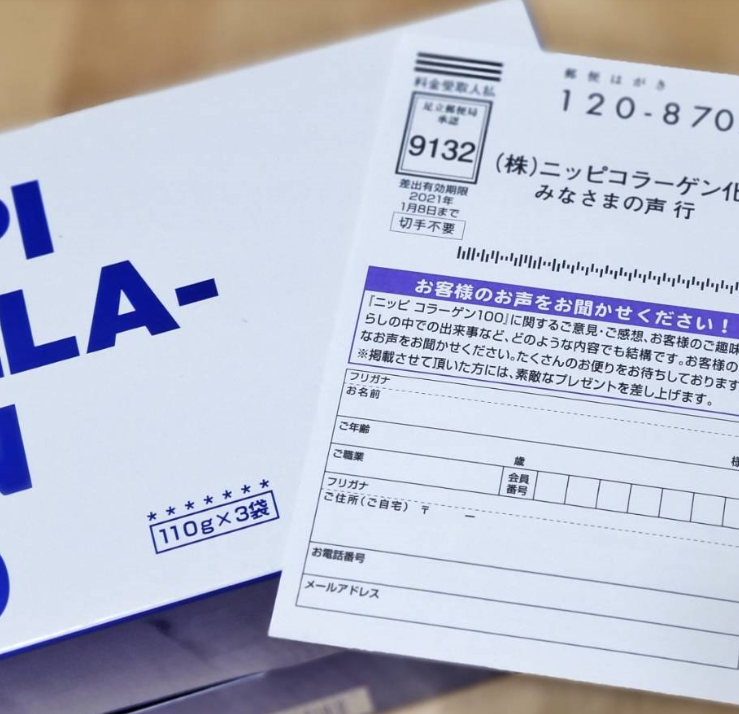 PI
LLA-
N
110g×3袋
郵便はがき
120-870
料金受取人払
足立郵便局
承認
9132
差出有効期限
2021年
1月8日まで
切手不要
(株)ニッピコラーゲン化
みなさまの声 行
お客様のお声をお聞かせください!
『ニッピ コラーゲン100』に関するご意見・ご感想、お客様のご趣味
らしの中での出来事など、どのような内容でも結構です。お客様の
なお声をお聞かせください。たくさんのお便りをお待ちしております
※掲載させて頂いた方には、素敵なプレゼントを差し上げます。
フリガナ
お名前
様
ご年齢
歳
ご職業
会員
番号
フリガナ
ご住所(ご自宅) 〒 ―
お電話番号
メールアドレス